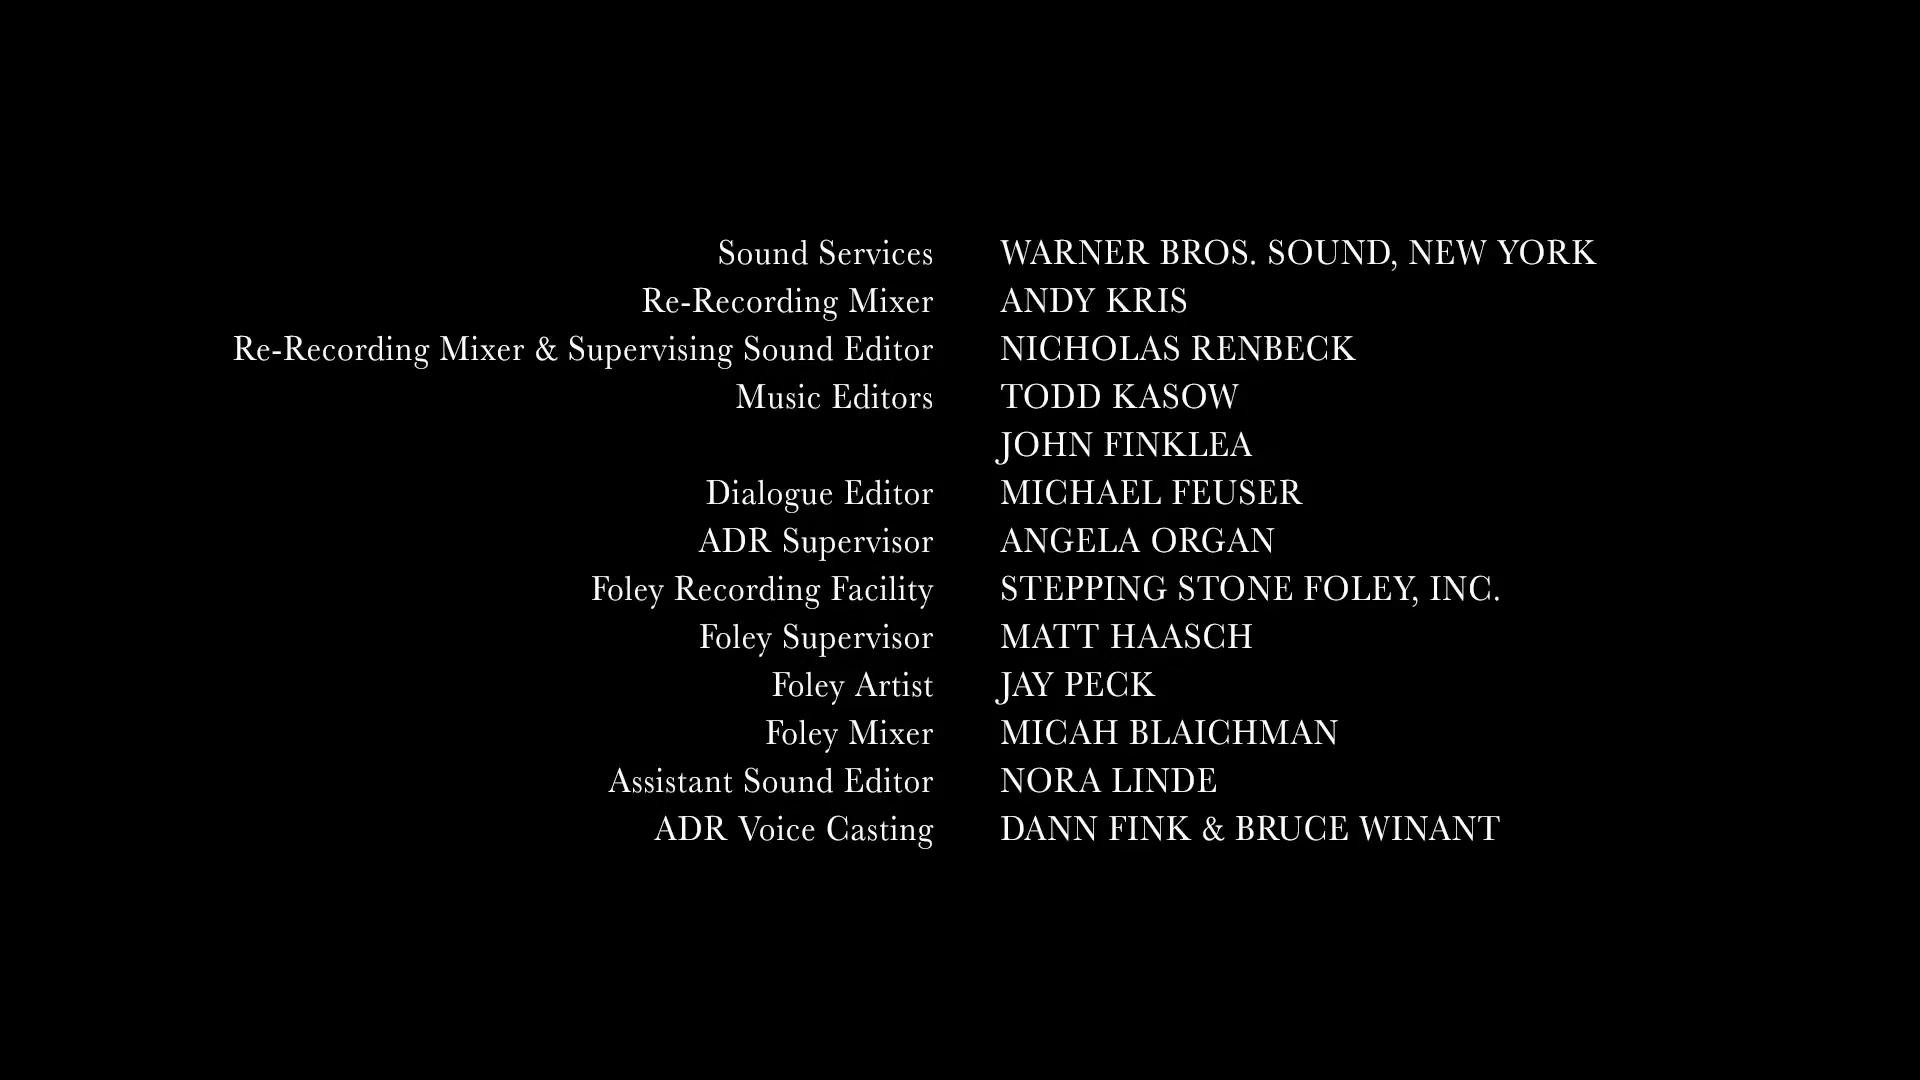 Sound Services WARNER BROS. SOUND, NEW YORK
Re-Recording Mixer ANDY KRIS
Re-Recording Mixer & Supervising Sound Editor NICHOLAS RENBECK
Music Editors TODD KASOW
JOHN FINKLEA
Dialogue Editor MICHAEL FEUSER
ADR Supervisor ANGELA ORGAN
Foley Recording Facility STEPPING STONE FOLEY, INC.
Foley Supervisor MATT HAASCH
Foley Artist JAY PECK
Foley Mixer MICAH BLAICHMAN
Assistant Sound Editor NORA LINDE
ADR Voice Casting DANN FINK & BRUCE WINANT